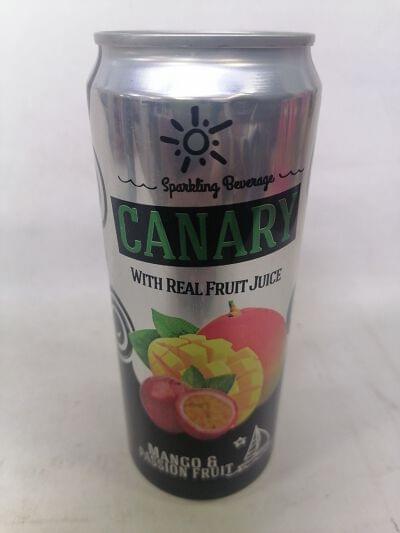 Sparkling Beverage
CANARY
WITH REAL FRUIT JUICE
MANGO &
PASSION FRUIT